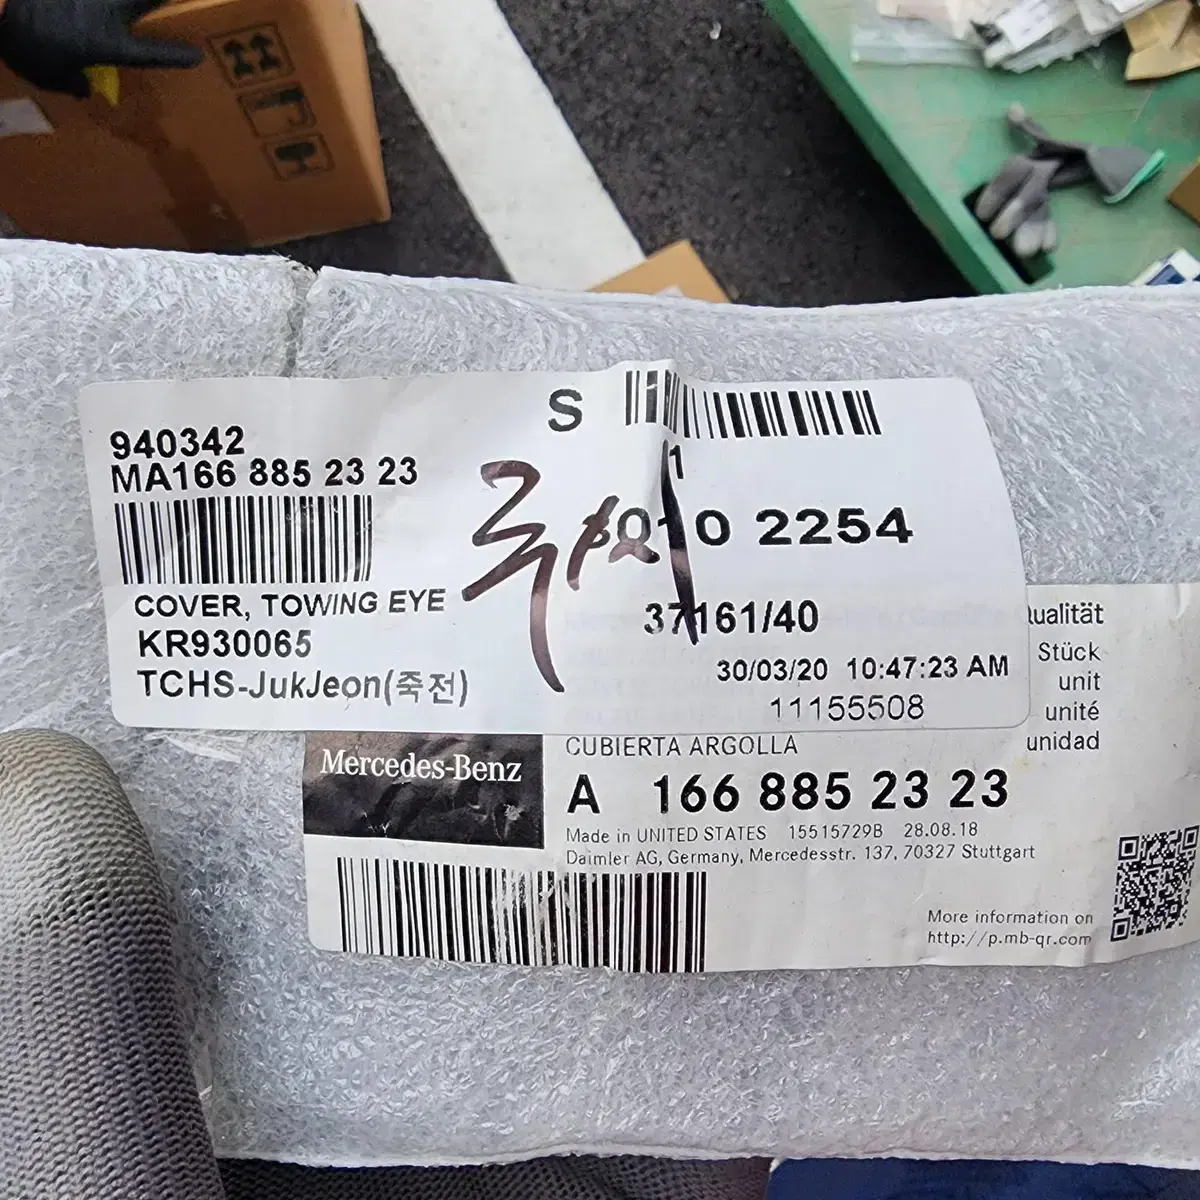 940342
MA166 885 23 23
COVER, TOWING EYE
KR930065
TCHS-JukJeon(죽전)
S
1
2254
37161/40
30/03/20 10:47:23 AM
11155508
Qualität
Stück
unit
unité
unidad
Mercedes-Benz
CUBIERTA ARGOLLA
A 166 885 23 23
Made in UNITED STATES 15515729B 28.08.18
Daimler AG, Germany, Mercedesstr. 137, 70327 Stuttgart
More information on
http://p.mb-qr.com